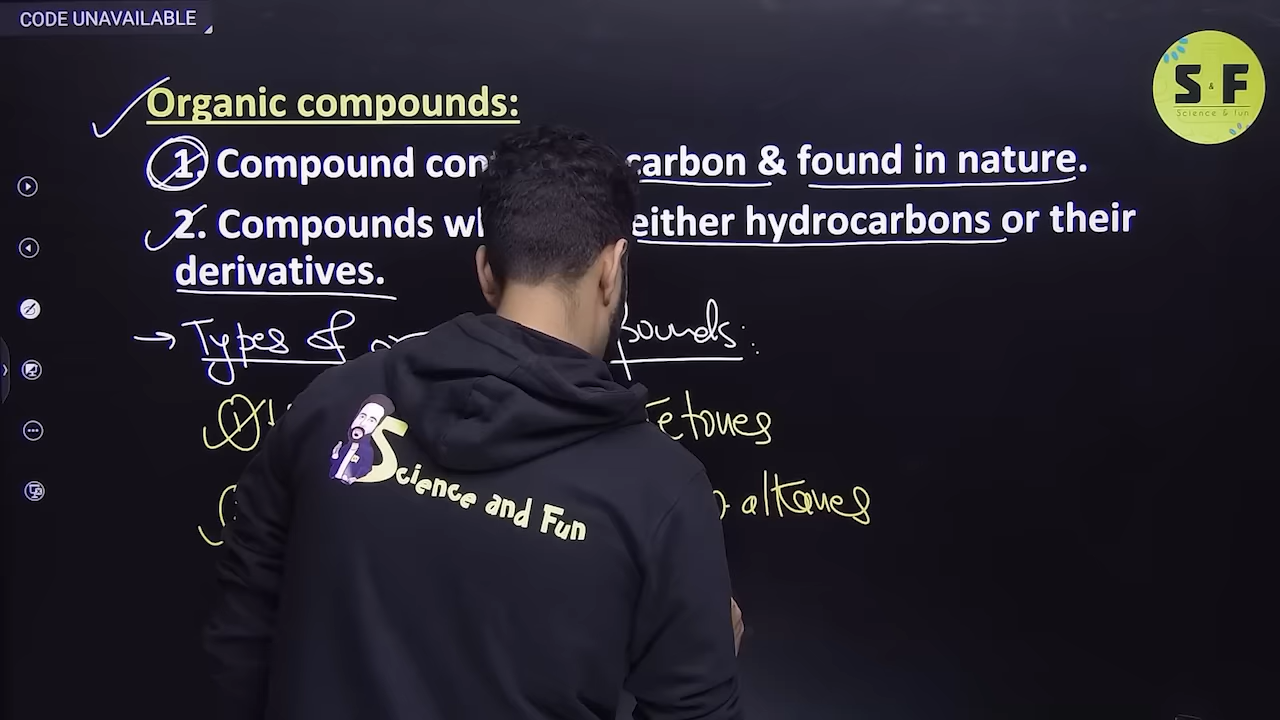 CODE UNAVAILABLE
S & F
Science & fun
Organic compounds:
1. Compound con carbon & found in nature.
2. Compounds wh either hydrocarbons or their
derivatives.
→ Types of ounds:
① etones
alkanes
Science and Fun